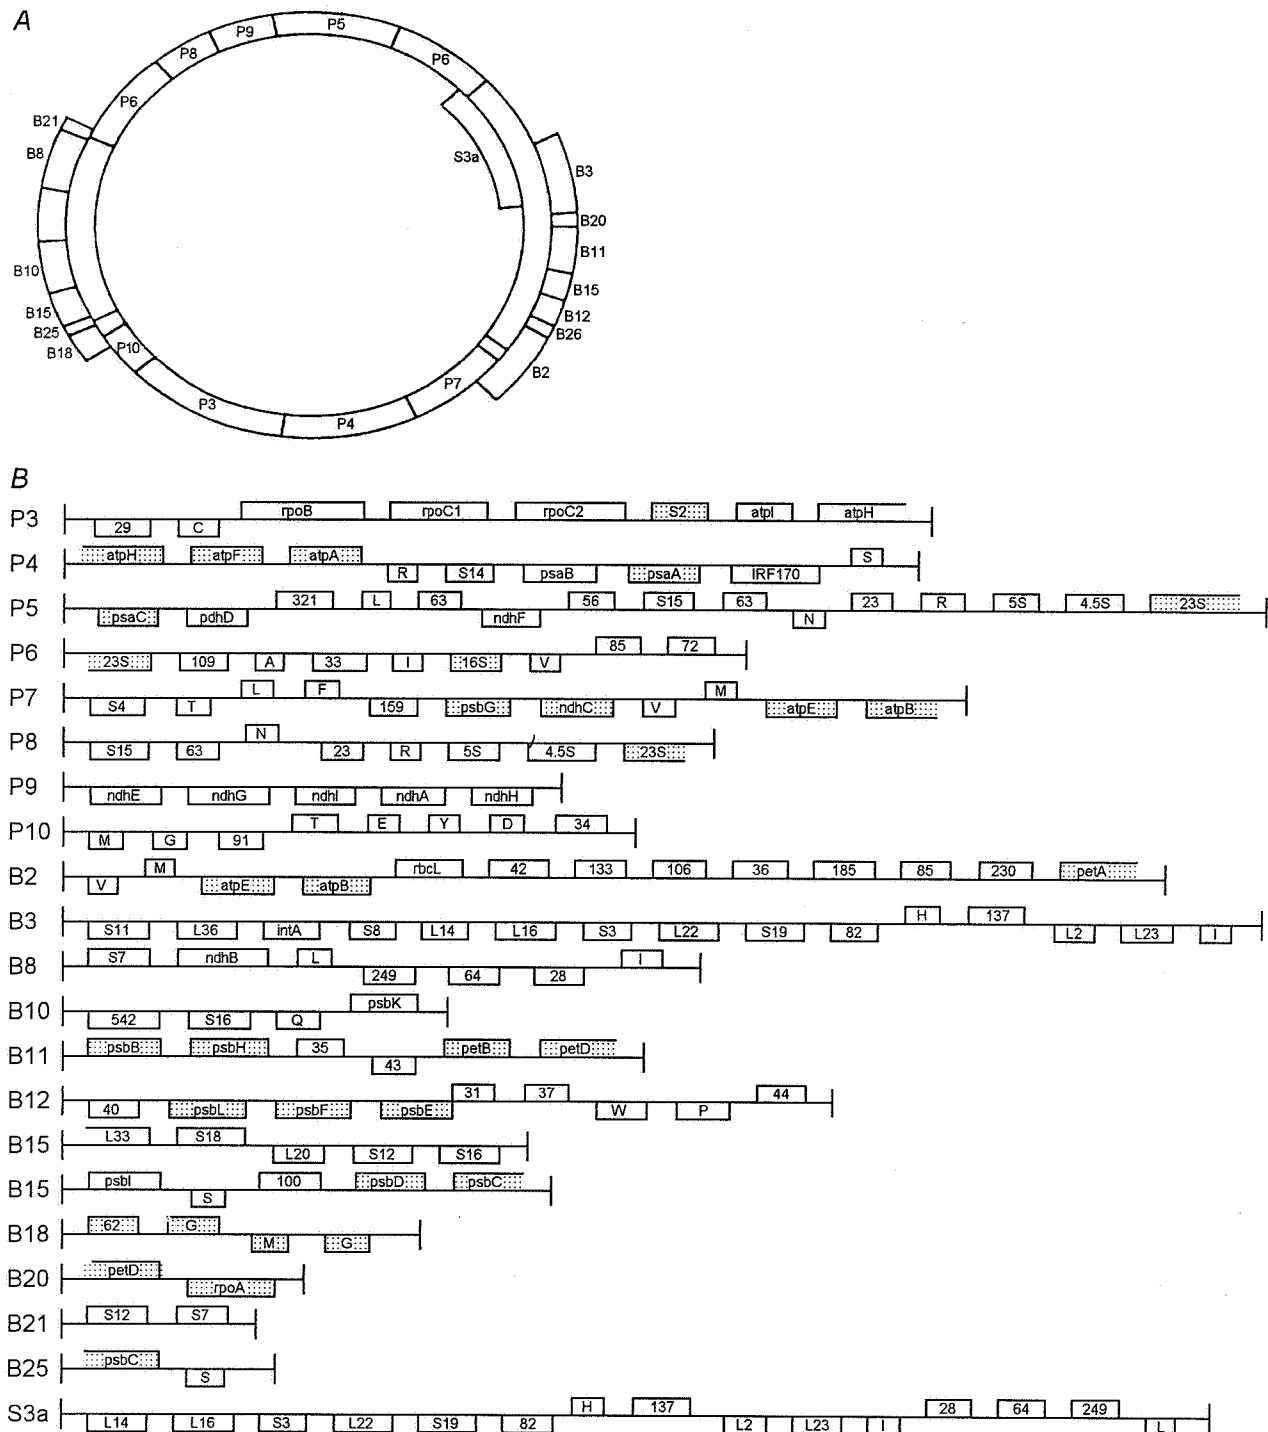 A
P5
P9
P8
P6
P6
B21
B8
S3a
B3
B20
B11
B10
B15
B15
B12
B25
B26
B18
P10
B2
P7
P3
P4
B
P3 29 C rpoB rpoC1 rpoC2 S2 atpI atpH
P4 atpH atpF atpA R S14 psaB psaA IRF170 S
P5 psaC pdhD 321 L 63 ndhF 56 S15 63 N 23 R 5S 4.5S 23S
P6 23S 109 A 33 I 16S V 85 72
P7 S4 T L F 159 psbG ndhC V M atpE atpB
P8 S15 63 N 23 R 5S 4.5S 23S
P9 ndhE ndhG ndhI ndhA ndhH
P10 M G 91 T E Y D 34
B2 V M atpE atpB rbcL 42 133 106 36 185 85 230 petA
B3 S11 L36 intA S8 L14 L16 S3 L22 S19 82 H 137 L2 L23 I
B8 S7 ndhB L 249 64 28 I
B10 542 S16 Q psbK
B11 psbB psbH 35 43 petB petD
B12 40 psbL psbF psbE 31 37 W P 44
B15 L33 S18 L20 S12 S16
B15 psbI S 100 psbD psbC
B18 62 G M G
B20 petD rpoA
B21 S12 S7
B25 psbC S
S3a L14 L16 S3 L22 S19 82 H 137 L2 L23 I 28 64 249 L